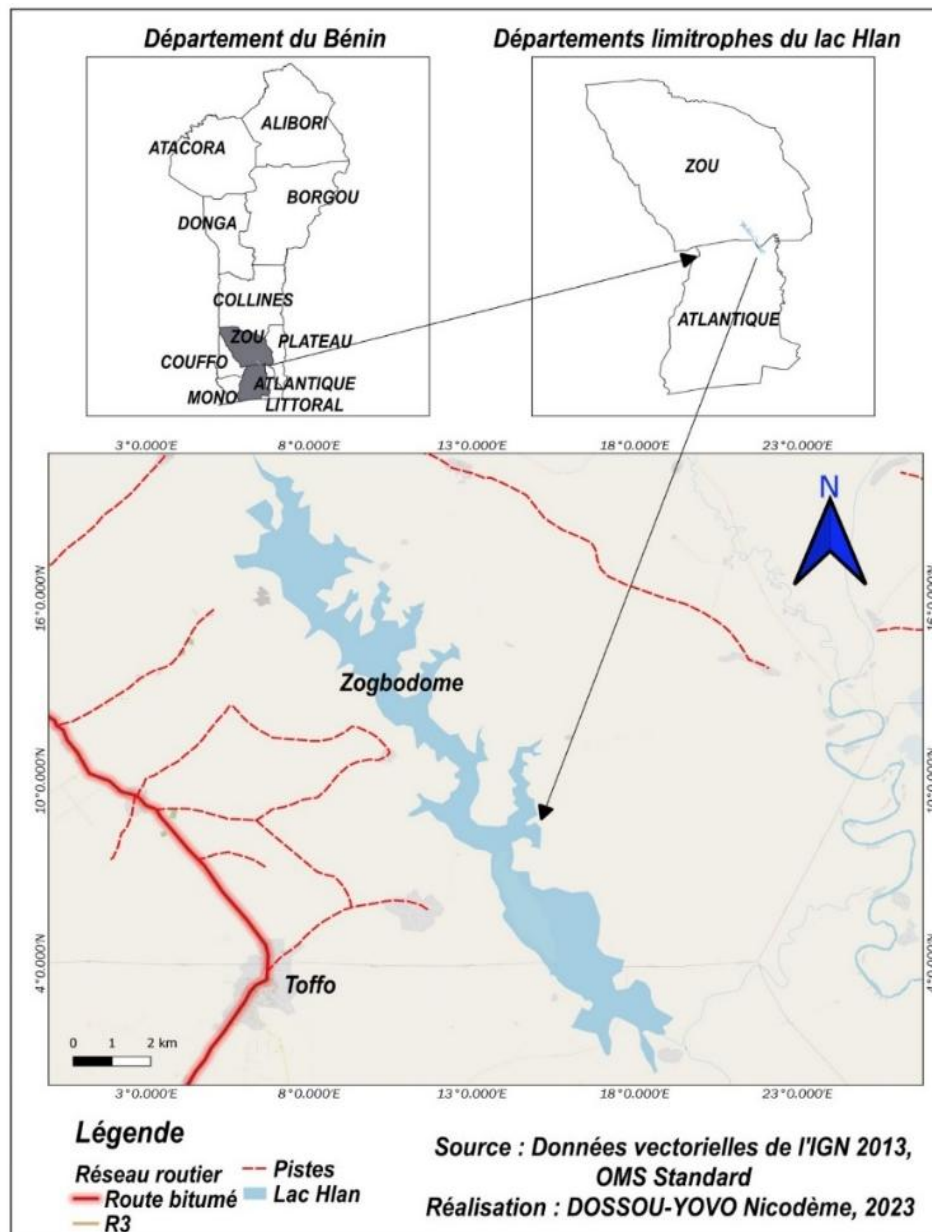 Département du Bénin
Départements limitrophes du lac Hlan
ALIBORI
ATACORA
BORGOU
DONGA
COLLINES
ZOU
PLATEAU
COUFFO
ATLANTIQUE
MONO
LITTORAL
ZOU
ATLANTIQUE
3°0.000'E 8°0.000'E 13°0.000'E 18°0.000'E 23°0.000'E
N
16°0.000'N 16°0.000'N
Zogbodome
10°0.000'N 10°0.000'N
4°0.000'N 4°0.000'N
Toffo
0 1 2 km
3°0.000'E 8°0.000'E 13°0.000'E 18°0.000'E 23°0.000'E
Légende
Réseau routier
Route bitumé
R3
Pistes
Lac Hlan
Source : Données vectorielles de l'IGN 2013,
OMS Standard
Réalisation : DOSSOU-YOVO Nicodème, 2023